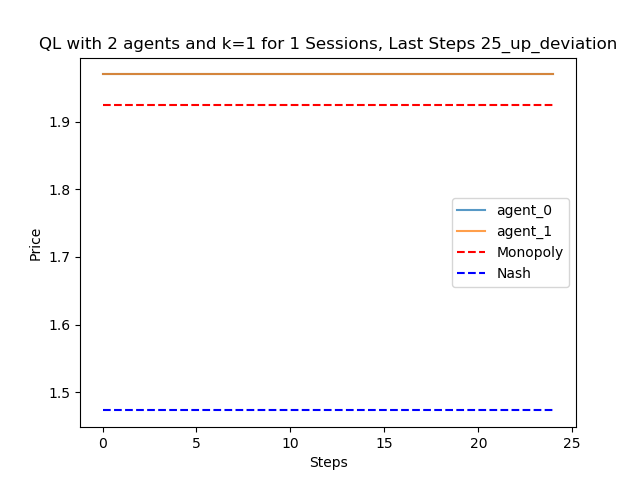 QL with 2 agents and k=1 for 1 Sessions, Last Steps 25_up_deviation
1.9
1.8
1.7
1.6
1.5
Price
agent_0
agent_1
Monopoly
Nash
0 5 10 15 20 25
Steps